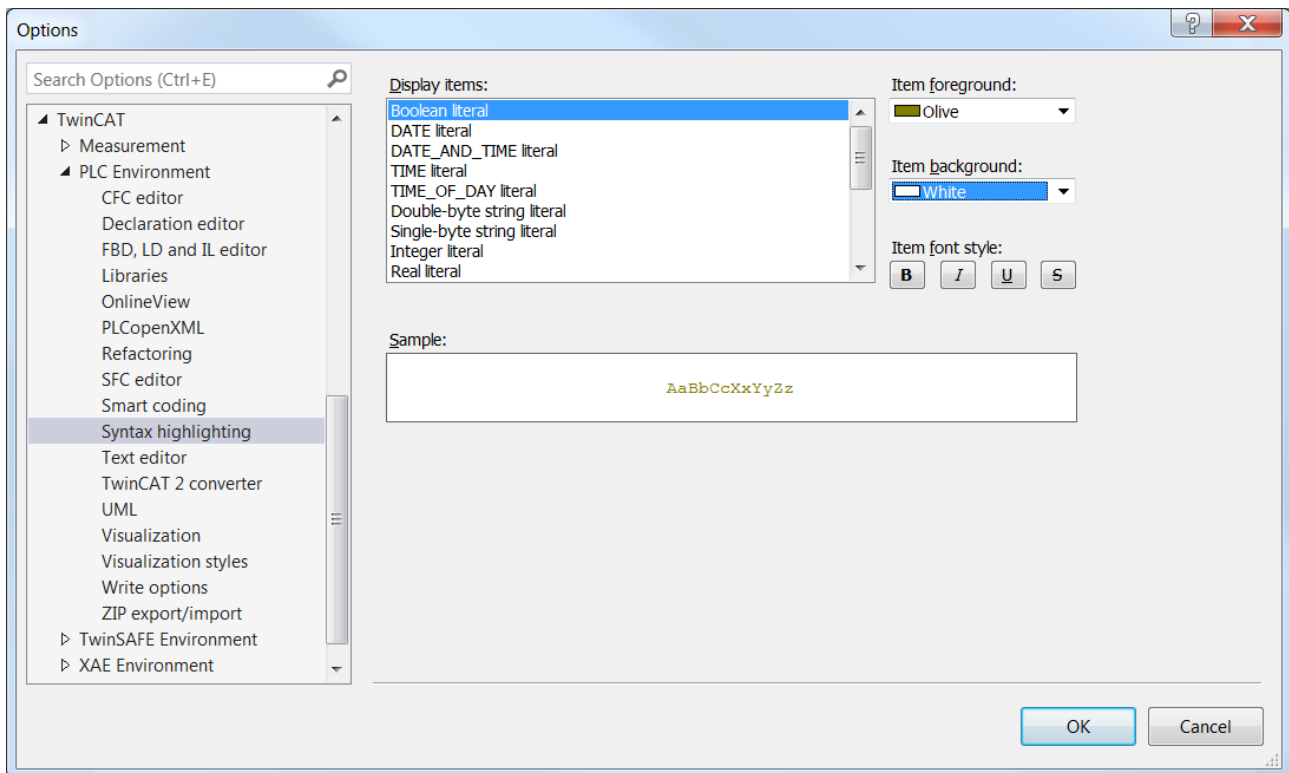 Options
Search Options (Ctrl+E)
TwinCAT
Measurement
PLC Environment
CFC editor
Declaration editor
FBD, LD and IL editor
Libraries
OnlineView
PLCopenXML
Refactoring
SFC editor
Smart coding
Syntax highlighting
Text editor
TwinCAT 2 converter
UML
Visualization
Visualization styles
Write options
ZIP export/import
TwinSAFE Environment
XAE Environment
Display items:
Boolean literal
DATE literal
DATE_AND_TIME literal
TIME literal
TIME_OF_DAY literal
Double-byte string literal
Single-byte string literal
Integer literal
Real literal
Item foreground:
Olive
Item background:
White
Item font style:
B I U S
Sample:
AaBbCcXxYyZz
OK Cancel